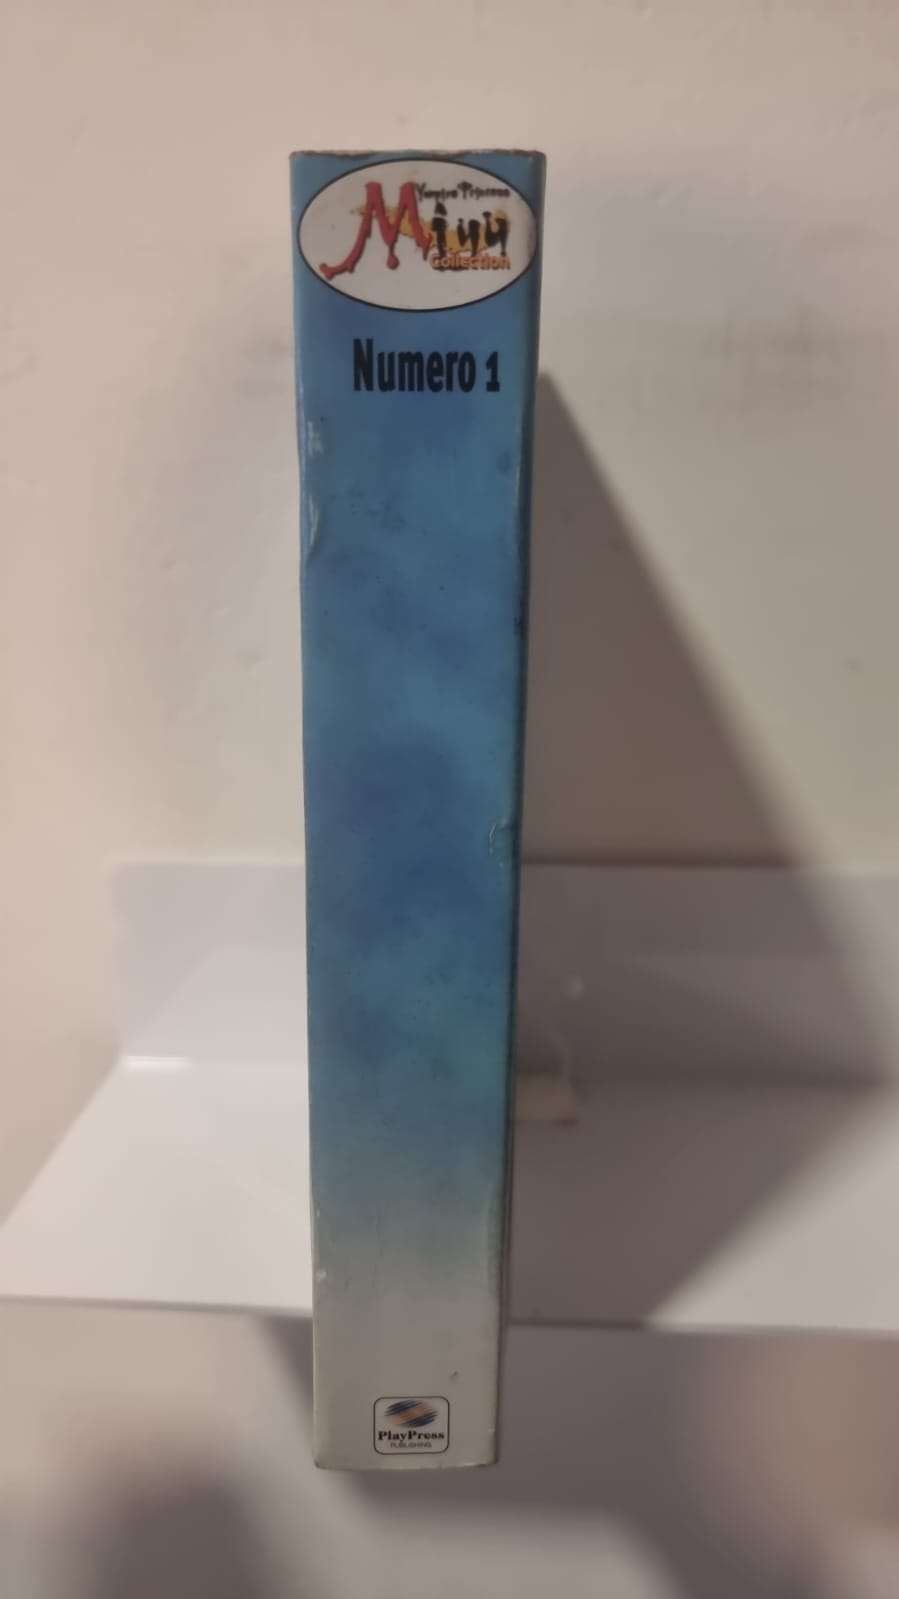 Vampire Princess
Miyu
Collection
Numero 1
PlayPress
PUBLISHING